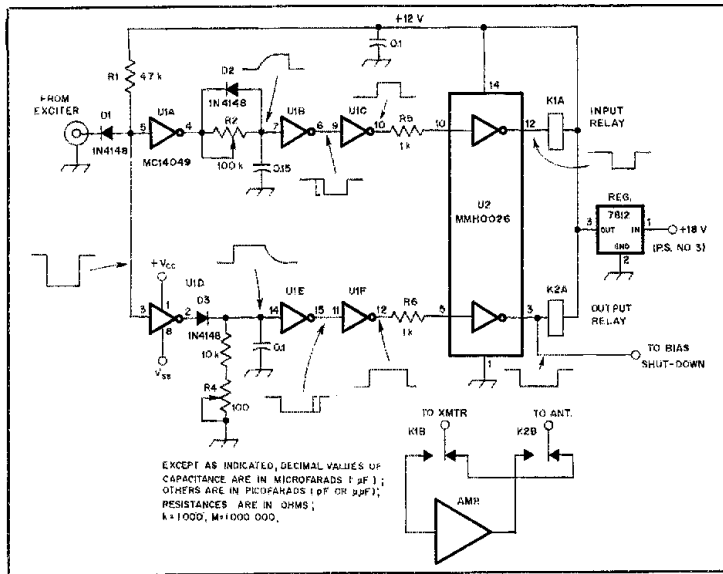 +12 V
0.1
R1
47 k
D2
1N4148
FROM
EXCITER
D1
1N4148
5
U1A
4
MC14049
R2
100 k
7
U1B
6
9
U1C
10
R5
1 k
0.15
10
14
12
K1A
INPUT
RELAY
U2
MMH0026
REG.
7812
3
OUT
IN
1
GND
2
+18 V
(P.S. NO 3)
K2A
OUTPUT
RELAY
+VCC
U1D
1
3
2
D3
1N4148
8
VSS
10 k
R4
100
14
U1E
15
11
U1F
12
R6
1 k
0.1
5
3
1
TO BIAS
SHUT-DOWN
TO XMTR
K1B
TO ANT.
K2B
EXCEPT AS INDICATED, DECIMAL VALUES OF
CAPACITANCE ARE IN MICROFARADS (µF);
OTHERS ARE IN PICOFARADS (pF OR µµF);
RESISTANCES ARE IN OHMS;
k=1000, M=1000 000.